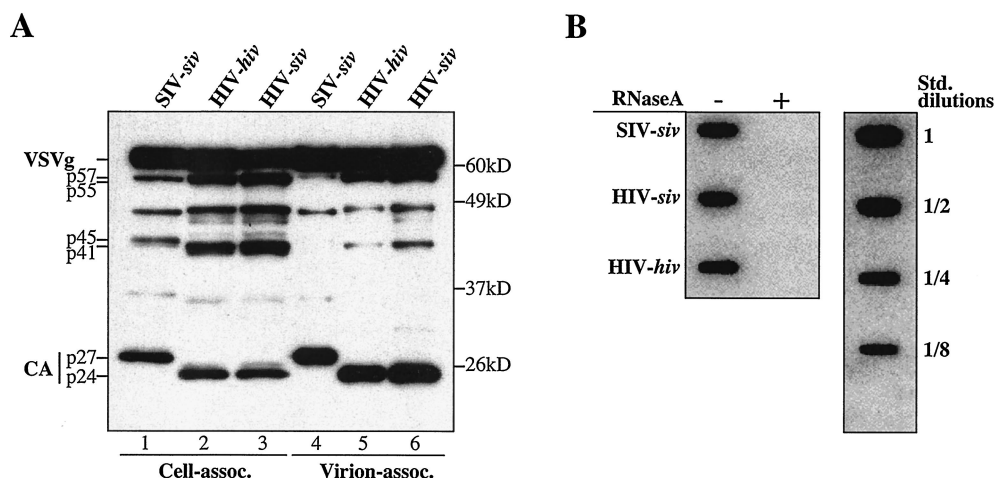 A
SIV-siv
HIV-hiv
HIV-siv
SIV-siv
HIV-hiv
HIV-siv
VSVg
p57
p55
p45
p41
CA
p27
p24
60kD
49kD
37kD
26kD
1 2 3 4 5 6
Cell-assoc. Virion-assoc.
B
RNaseA - +
SIV-siv
HIV-siv
HIV-hiv
Std.
dilutions
1
1/2
1/4
1/8